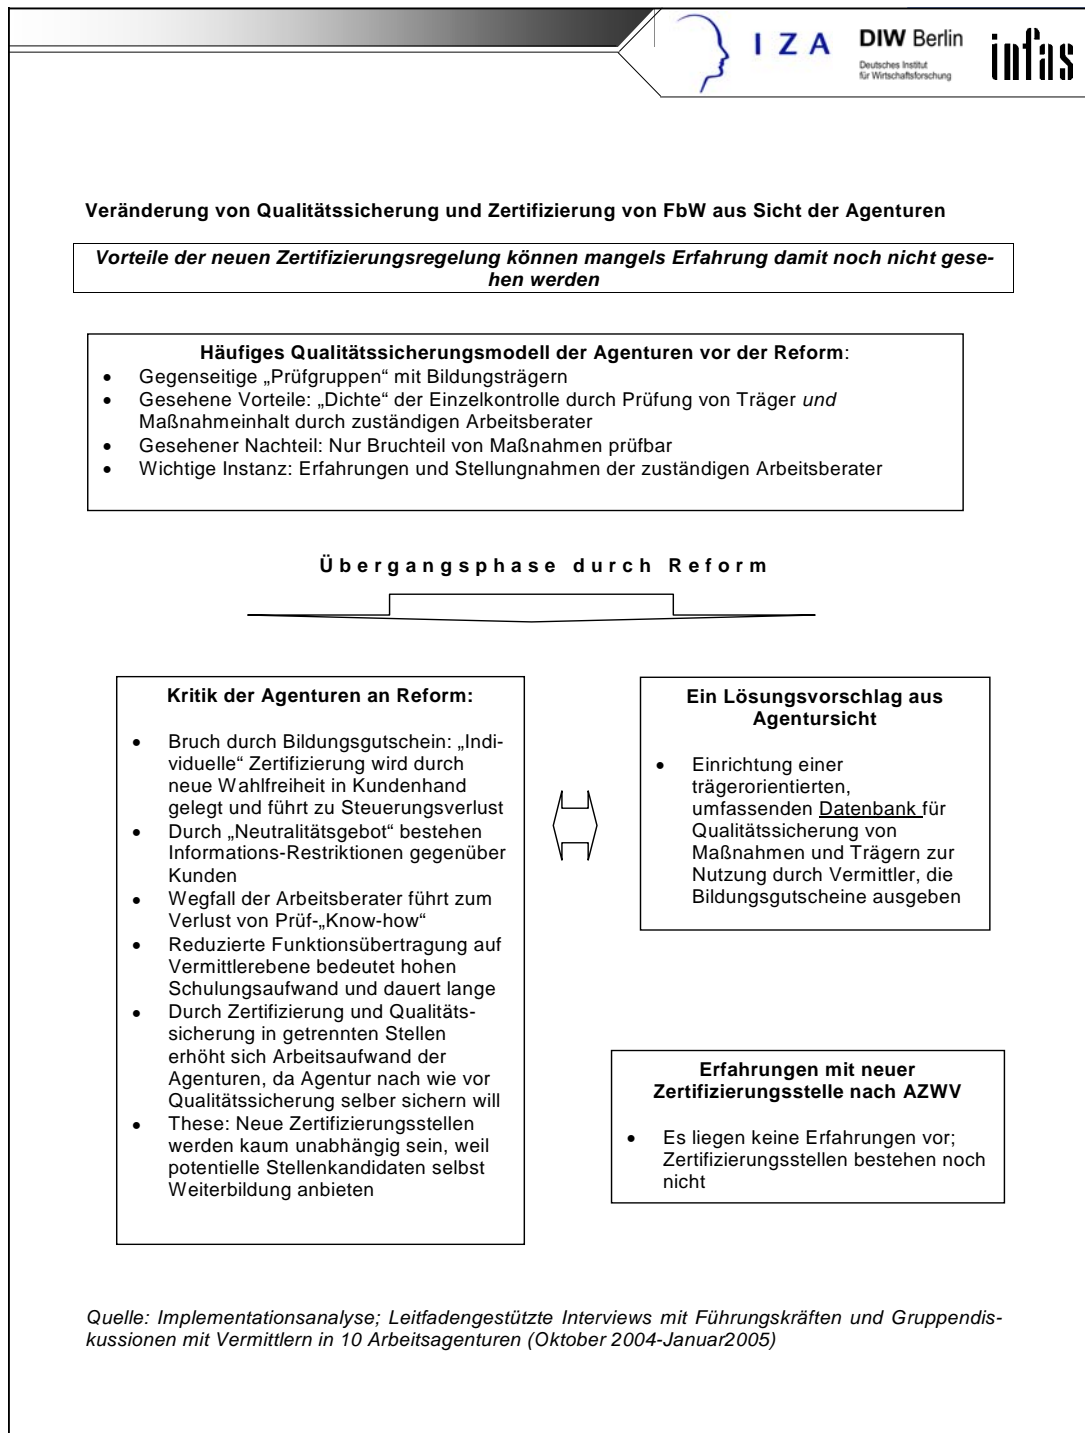 I Z A
DIW Berlin
Deutsches Institut
für Wirtschaftsforschung
infas
Veränderung von Qualitätssicherung und Zertifizierung von FbW aus Sicht der Agenturen
Vorteile der neuen Zertifizierungsregelung können mangels Erfahrung damit noch nicht gese-
hen werden
Häufiges Qualitätssicherungsmodell der Agenturen vor der Reform:
• Gegenseitige „Prüfgruppen“ mit Bildungsträgern
• Gesehene Vorteile: „Dichte“ der Einzelkontrolle durch Prüfung von Träger und
Maßnahmeinhalt durch zuständigen Arbeitsberater
• Gesehener Nachteil: Nur Bruchteil von Maßnahmen prüfbar
• Wichtige Instanz: Erfahrungen und Stellungnahmen der zuständigen Arbeitsberater
Übergangsphase durch Reform
Kritik der Agenturen an Reform:
• Bruch durch Bildungsgutschein: „Indi-
viduelle“ Zertifizierung wird durch
neue Wahlfreiheit in Kundenhand
gelegt und führt zu Steuerungsverlust
• Durch „Neutralitätsgebot“ bestehen
Informations-Restriktionen gegenüber
Kunden
• Wegfall der Arbeitsberater führt zum
Verlust von Prüf-„Know-how“
• Reduzierte Funktionsübertragung auf
Vermittlerebene bedeutet hohen
Schulungsaufwand und dauert lange
• Durch Zertifizierung und Qualitäts-
sicherung in getrennten Stellen
erhöht sich Arbeitsaufwand der
Agenturen, da Agentur nach wie vor
Qualitätssicherung selber sichern will
• These: Neue Zertifizierungsstellen
werden kaum unabhängig sein, weil
potentielle Stellenkandidaten selbst
Weiterbildung anbieten
Ein Lösungsvorschlag aus
Agentursicht
• Einrichtung einer
trägerorientierten,
umfassenden Datenbank für
Qualitätssicherung von
Maßnahmen und Trägern zur
Nutzung durch Vermittler, die
Bildungsgutscheine ausgeben
Erfahrungen mit neuer
Zertifizierungsstelle nach AZWV
• Es liegen keine Erfahrungen vor;
Zertifizierungsstellen bestehen noch
nicht
Quelle: Implementationsanalyse; Leitfadengestützte Interviews mit Führungskräften und Gruppendis-
kussionen mit Vermittlern in 10 Arbeitsagenturen (Oktober 2004-Januar2005)